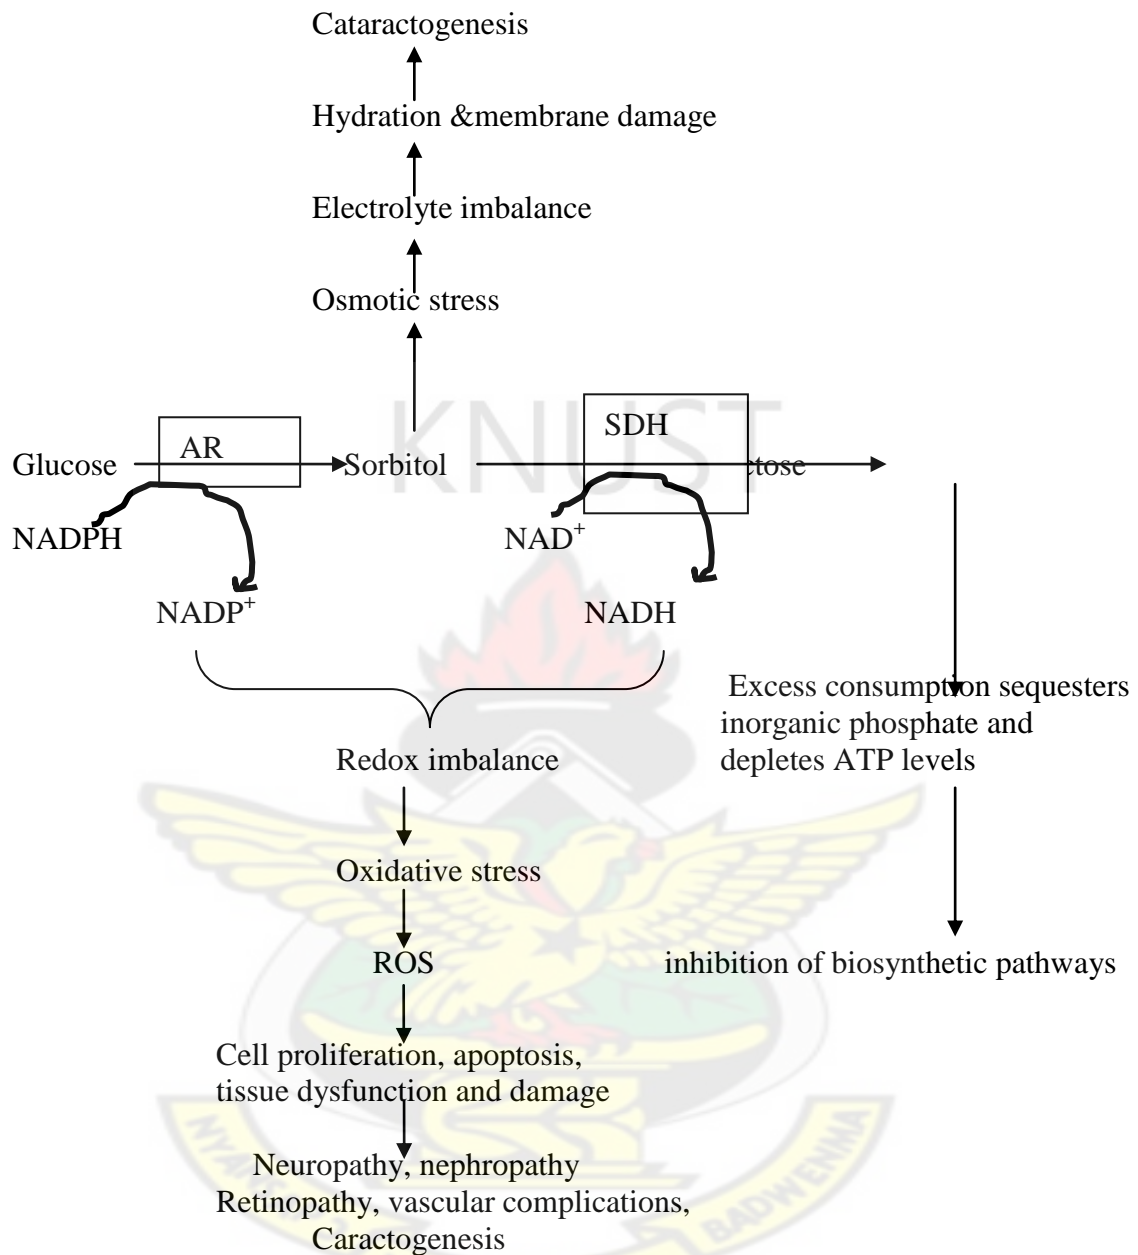 Cataractogenesis
Hydration &membrane damage
Electrolyte imbalance
Osmotic stress
KNUST
SDH
AR
Glucose
Sorbitol
ctose
NADPH
NAD⁺
NADP⁺
NADH
Excess consumption sequesters
inorganic phosphate and
depletes ATP levels
Redox imbalance
Oxidative stress
ROS
inhibition of biosynthetic pathways
Cell proliferation, apoptosis,
tissue dysfunction and damage
Neuropathy, nephropathy
Retinopathy, vascular complications,
Caractogenesis
BADWENMA